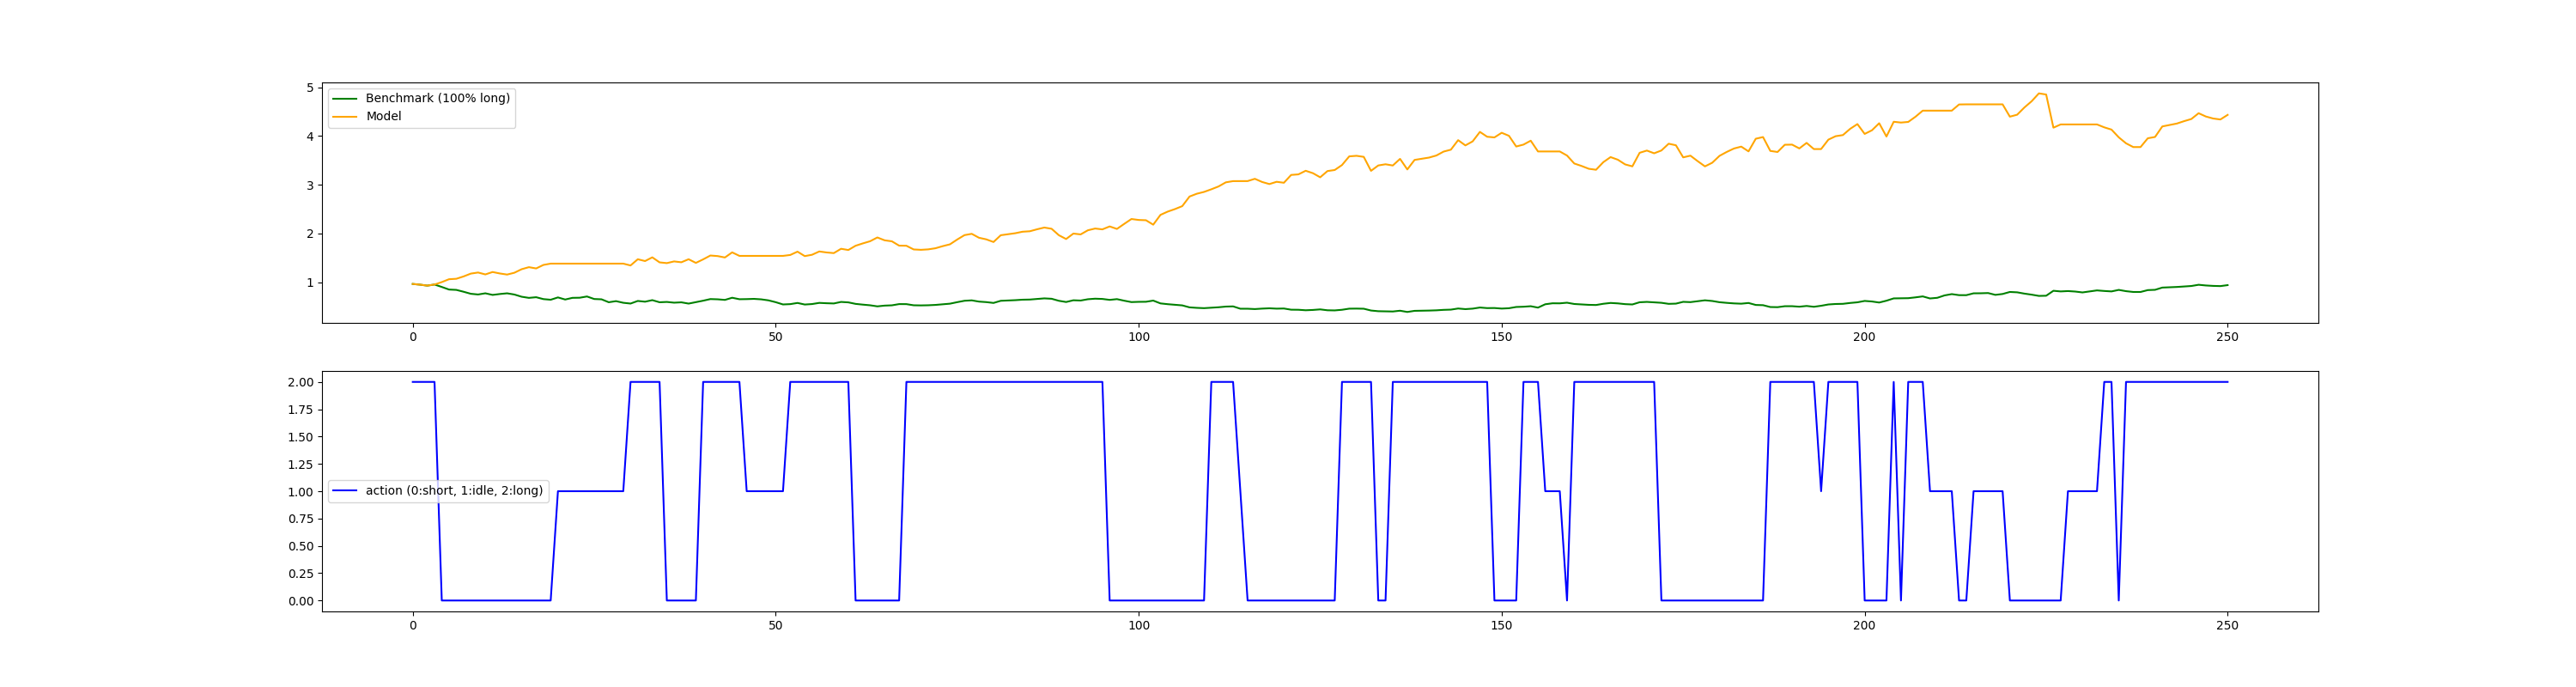 5
4
3
2
1
Benchmark (100% long)
Model
0 50 100 150 200 250
2.00
1.75
1.50
1.25
1.00
0.75
0.50
0.25
0.00
action (0:short, 1:idle, 2:long)
0 50 100 150 200 250